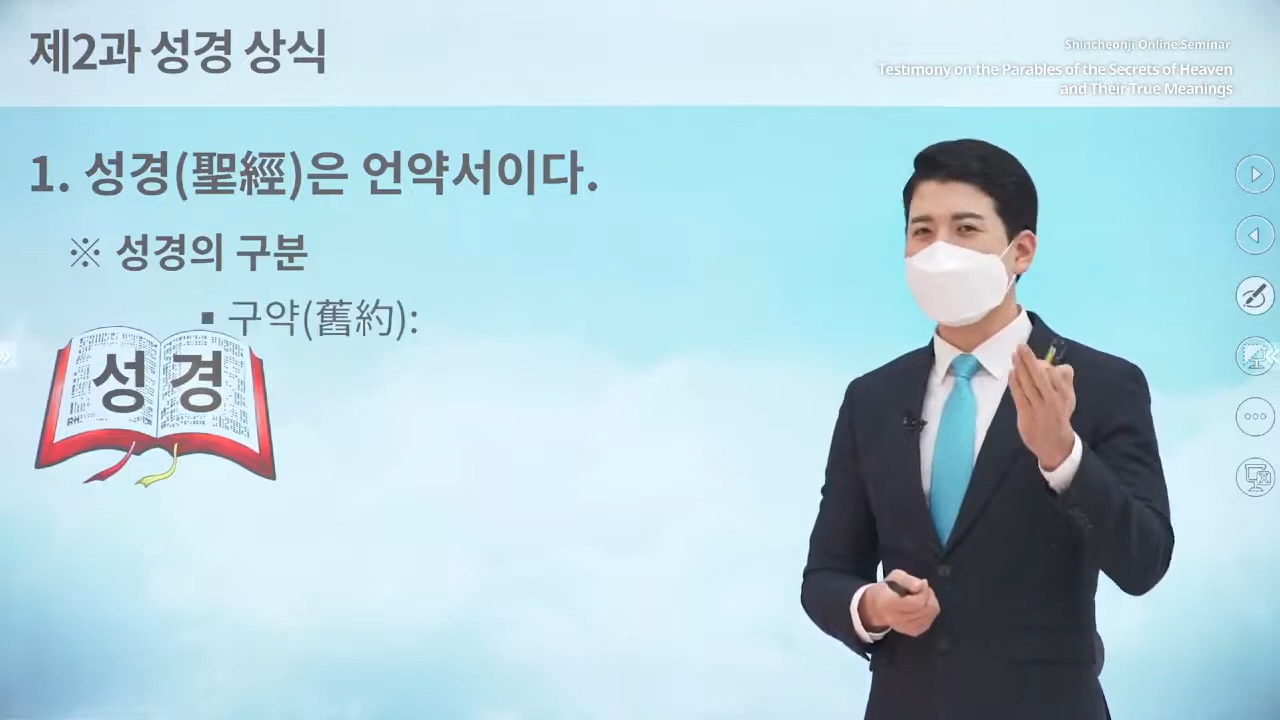 제2과 성경 상식
Shincheonji Online Seminar
Testimony on the Parables of the Secrets of Heaven
and Their True Meanings
1. 성경(聖經)은 언약서이다.
※ 성경의 구분
▪ 구약(舊約):
성 경